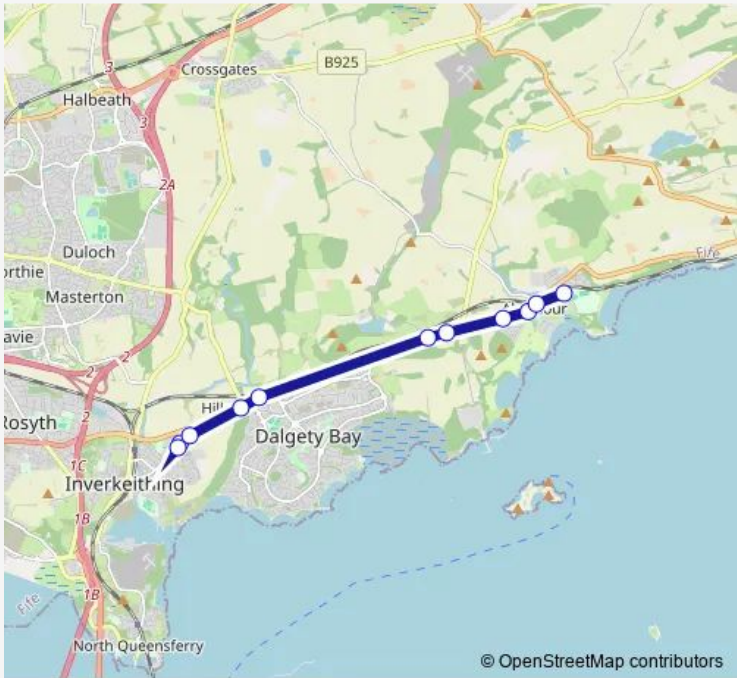 3
Crossgates
B925
Halbeath
3
2A
Duloch
orthie
Masterton
Fife
avie
our
2
2
2
Hill
Rosyth
Dalgety Bay
1C
Inverkeithing
1B
1B
Fife
North Queensferry
© OpenStreetMap contributors